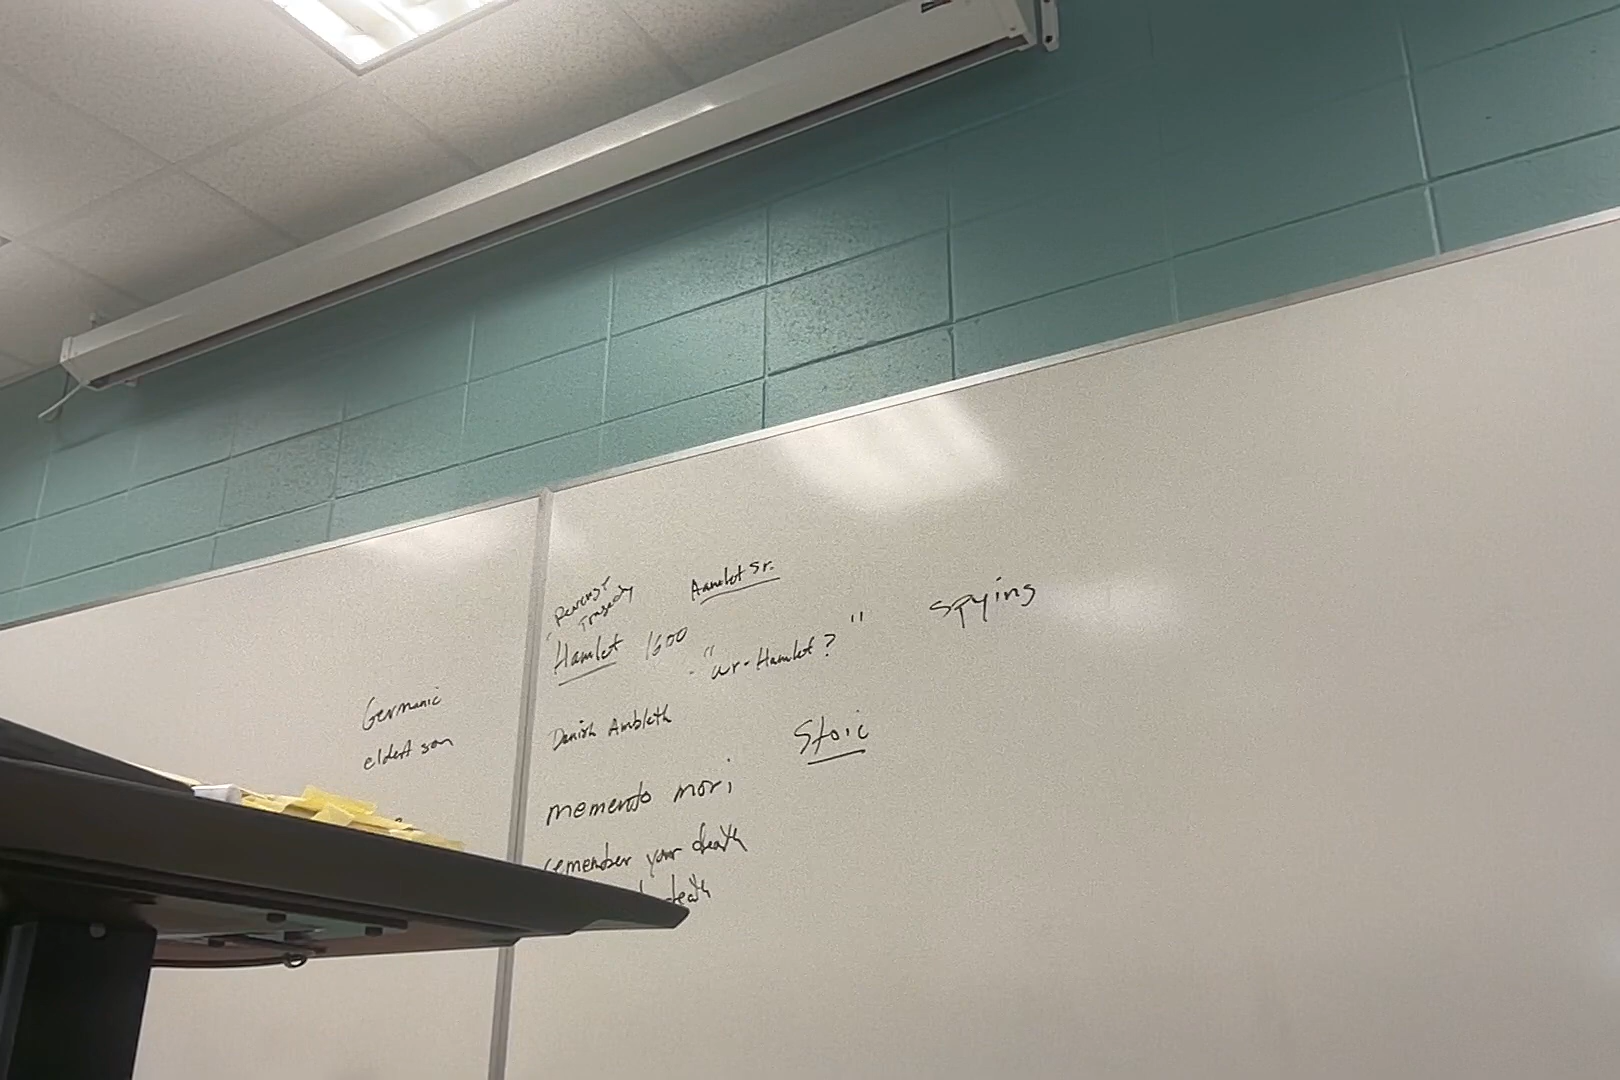 Germanic
eldest son
Revenge
Tragedy
Hamlet 1600
Hamlet Sr.
- "ur-Hamlet?"
spying
Danish Ambleth
Stoic
memento mori
remember your death
death